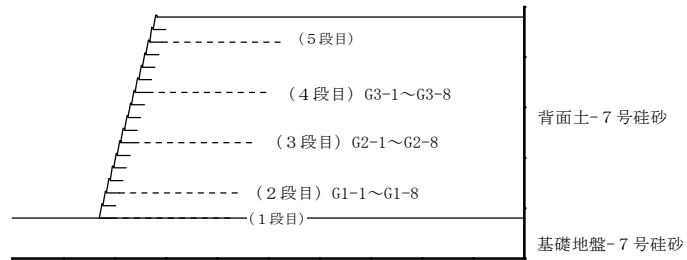 (5段目)
(4段目) G3-1～G3-8
背面土-7号硅砂
(3段目) G2-1～G2-8
(2段目) G1-1～G1-8
(1段目)
基礎地盤-7号硅砂